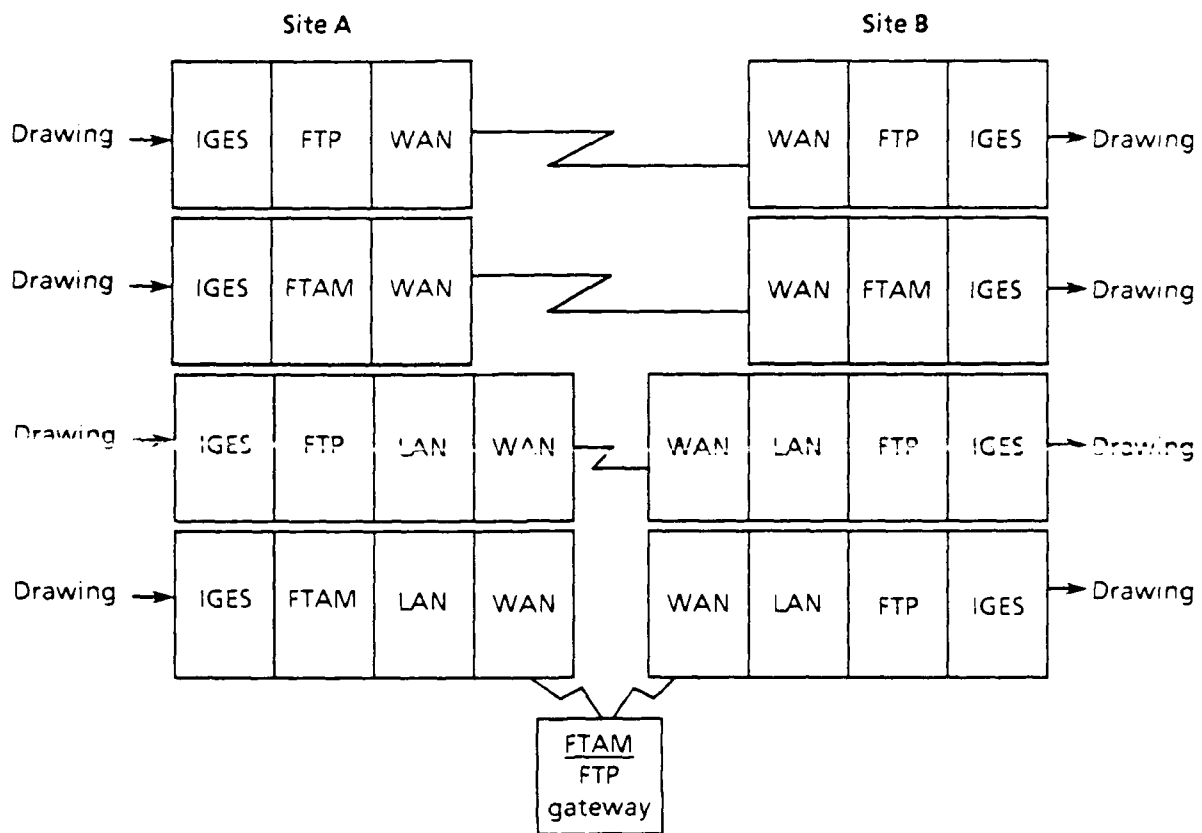 Site A Site B
Drawing IGES FTP WAN WAN FTP IGES Drawing
Drawing IGES FTAM WAN WAN FTAM IGES Drawing
Drawing IGES FTP LAN WAN WAN LAN FTP IGES Drawing
Drawing IGES FTAM LAN WAN WAN LAN FTP IGES Drawing
FTAM
FTP
gateway